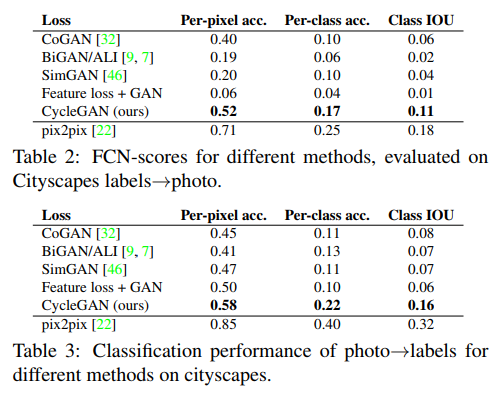 Loss Per-pixel acc. Per-class acc. Class IOU
CoGAN [32] 0.40 0.10 0.06
BiGAN/ALI [9, 7] 0.19 0.06 0.02
SimGAN [46] 0.20 0.10 0.04
Feature loss + GAN 0.06 0.04 0.01
CycleGAN (ours) 0.52 0.17 0.11
pix2pix [22] 0.71 0.25 0.18
Table 2: FCN-scores for different methods, evaluated on
Cityscapes labels→photo.
Loss Per-pixel acc. Per-class acc. Class IOU
CoGAN [32] 0.45 0.11 0.08
BiGAN/ALI [9, 7] 0.41 0.13 0.07
SimGAN [46] 0.47 0.11 0.07
Feature loss + GAN 0.50 0.10 0.06
CycleGAN (ours) 0.58 0.22 0.16
pix2pix [22] 0.85 0.40 0.32
Table 3: Classification performance of photo→labels for
different methods on cityscapes.